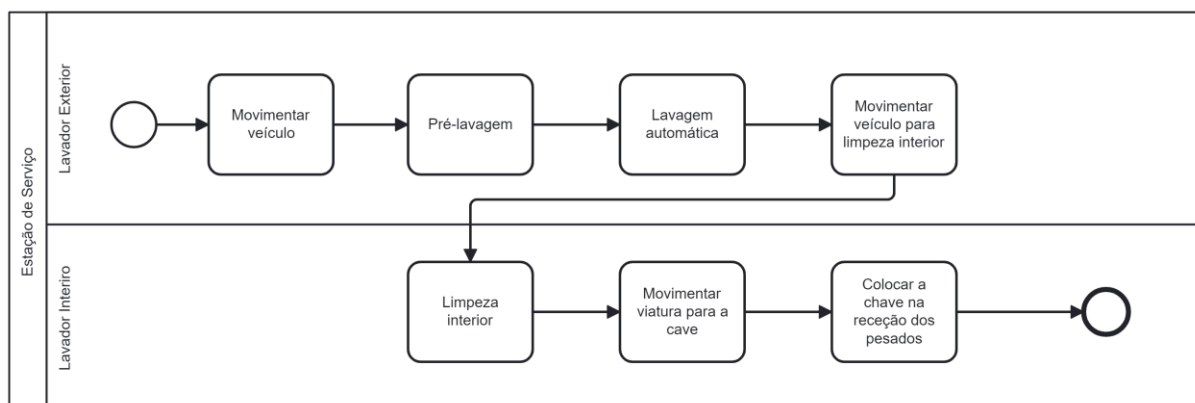 Estação de Serviço
Lavador Exterior
Movimentar
veículo
Pré-lavagem
Lavagem
automática
Movimentar
veículo para
limpeza interior
Lavador Interiro
Limpeza
interior
Movimentar
viatura para a
cave
Colocar a
chave na
receção dos
pesados